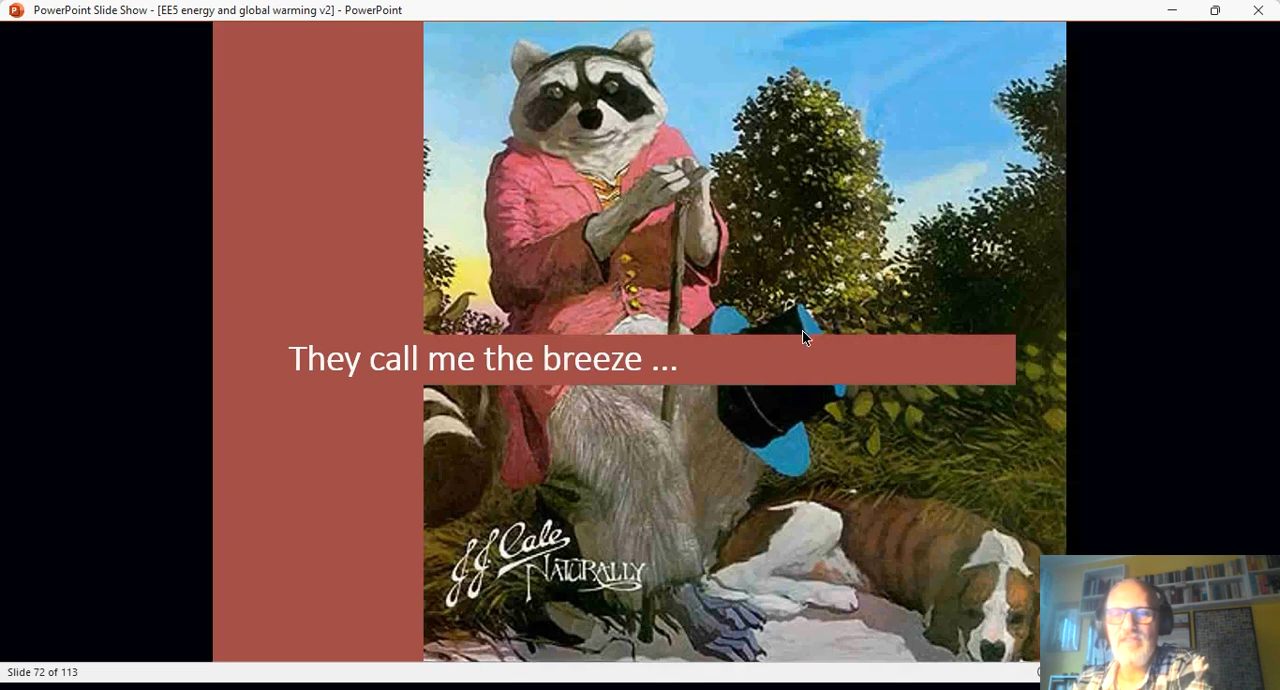 PowerPoint Slide Show - [EE5 energy and global warming v2] - PowerPoint
They call me the breeze ...
JJ Cale
NATURALLY
Slide 72 of 113